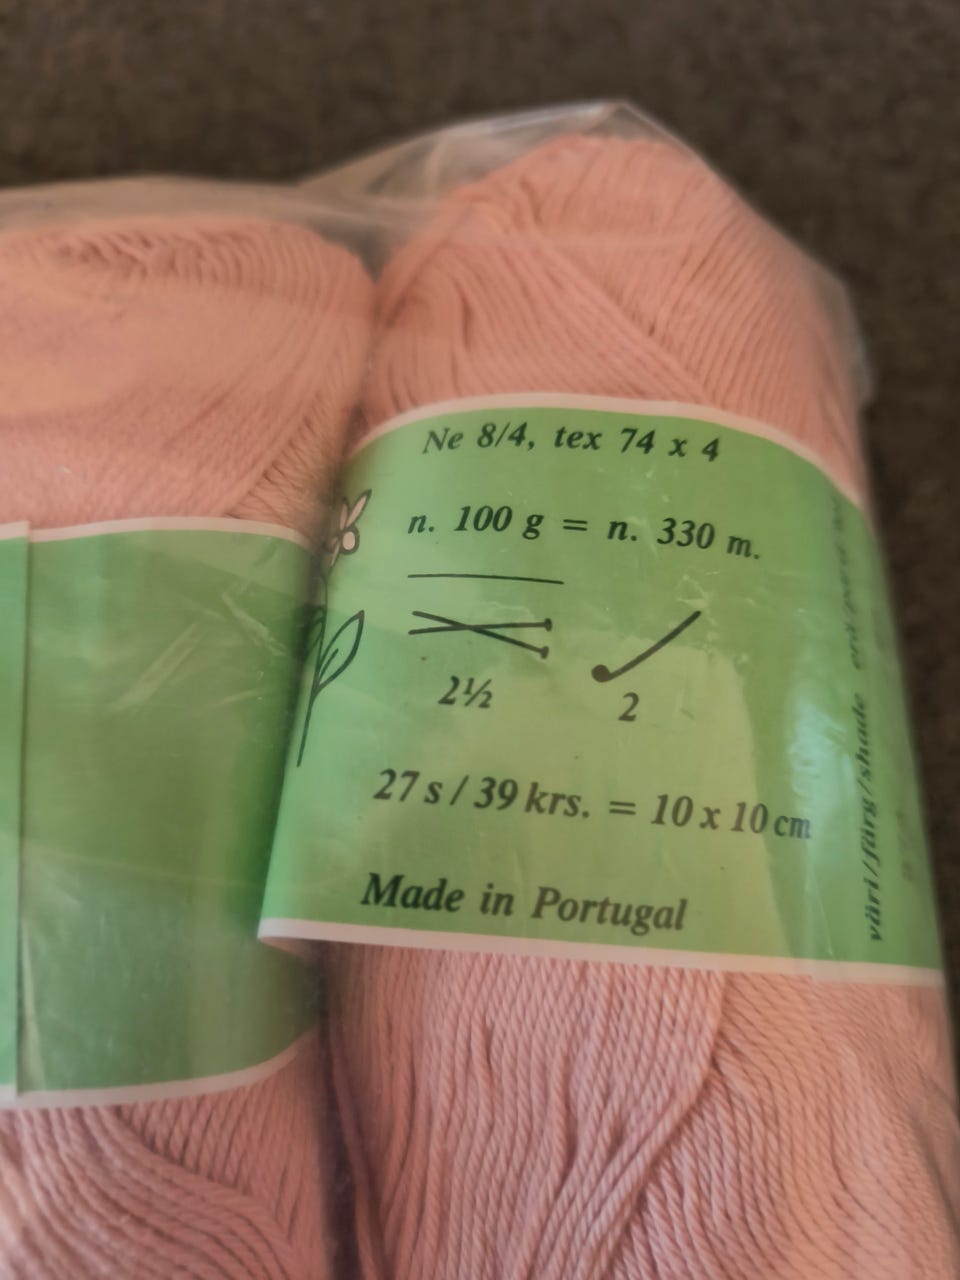 Ne 8/4, tex 74 x 4
n. 100 g = n. 330 m.
2½
2
27 s / 39 krs. = 10 x 10 cm
Made in Portugal
väri/färg/shade